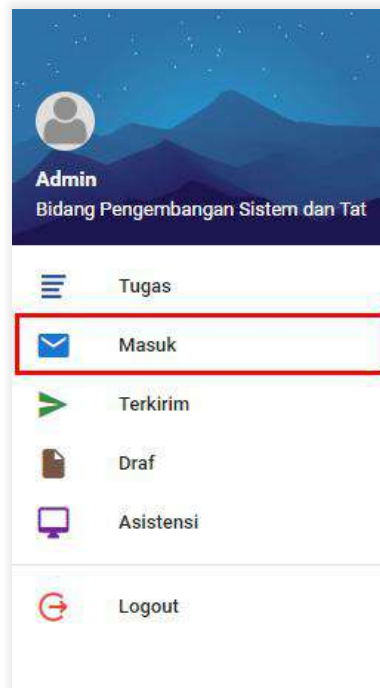 Admin
Bidang Pengembangan Sistem dan Tat
Tugas
Masuk
Terkirim
Draf
Asistensi
Logout